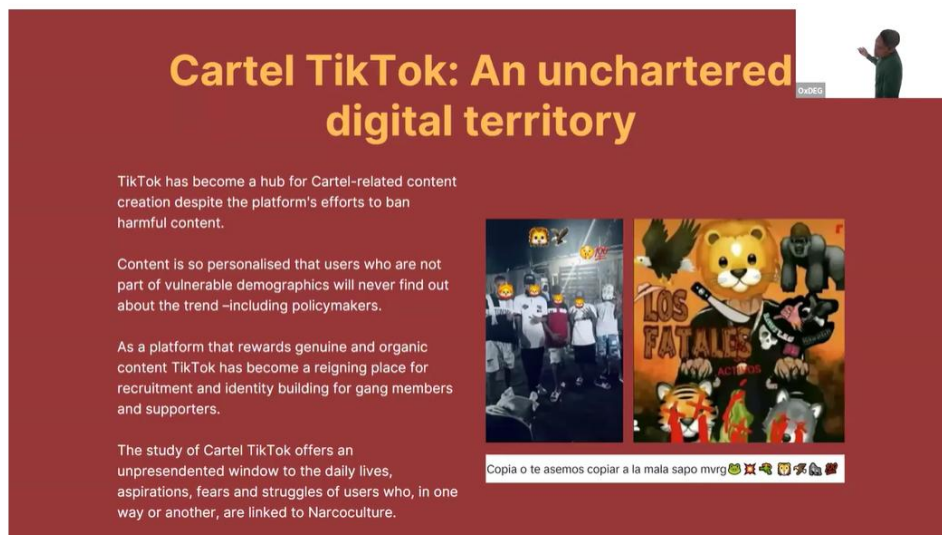 Cartel TikTok: An unchartered
digital territory
OxDEG
TikTok has become a hub for Cartel-related content
creation despite the platform's efforts to ban
harmful content.
Content is so personalised that users who are not
part of vulnerable demographics will never find out
about the trend –including policymakers.
As a platform that rewards genuine and organic
content TikTok has become a reigning place for
recruitment and identity building for gang members
and supporters.
The study of Cartel TikTok offers an
unpresendented window to the daily lives,
aspirations, fears and struggles of users who, in one
way or another, are linked to Narcoculture.
LOS
FATALES
ACTIVOS
Copia o te asemos copiar a la mala sapo mvrg🐸💥🔫🦁🦅🦍💯